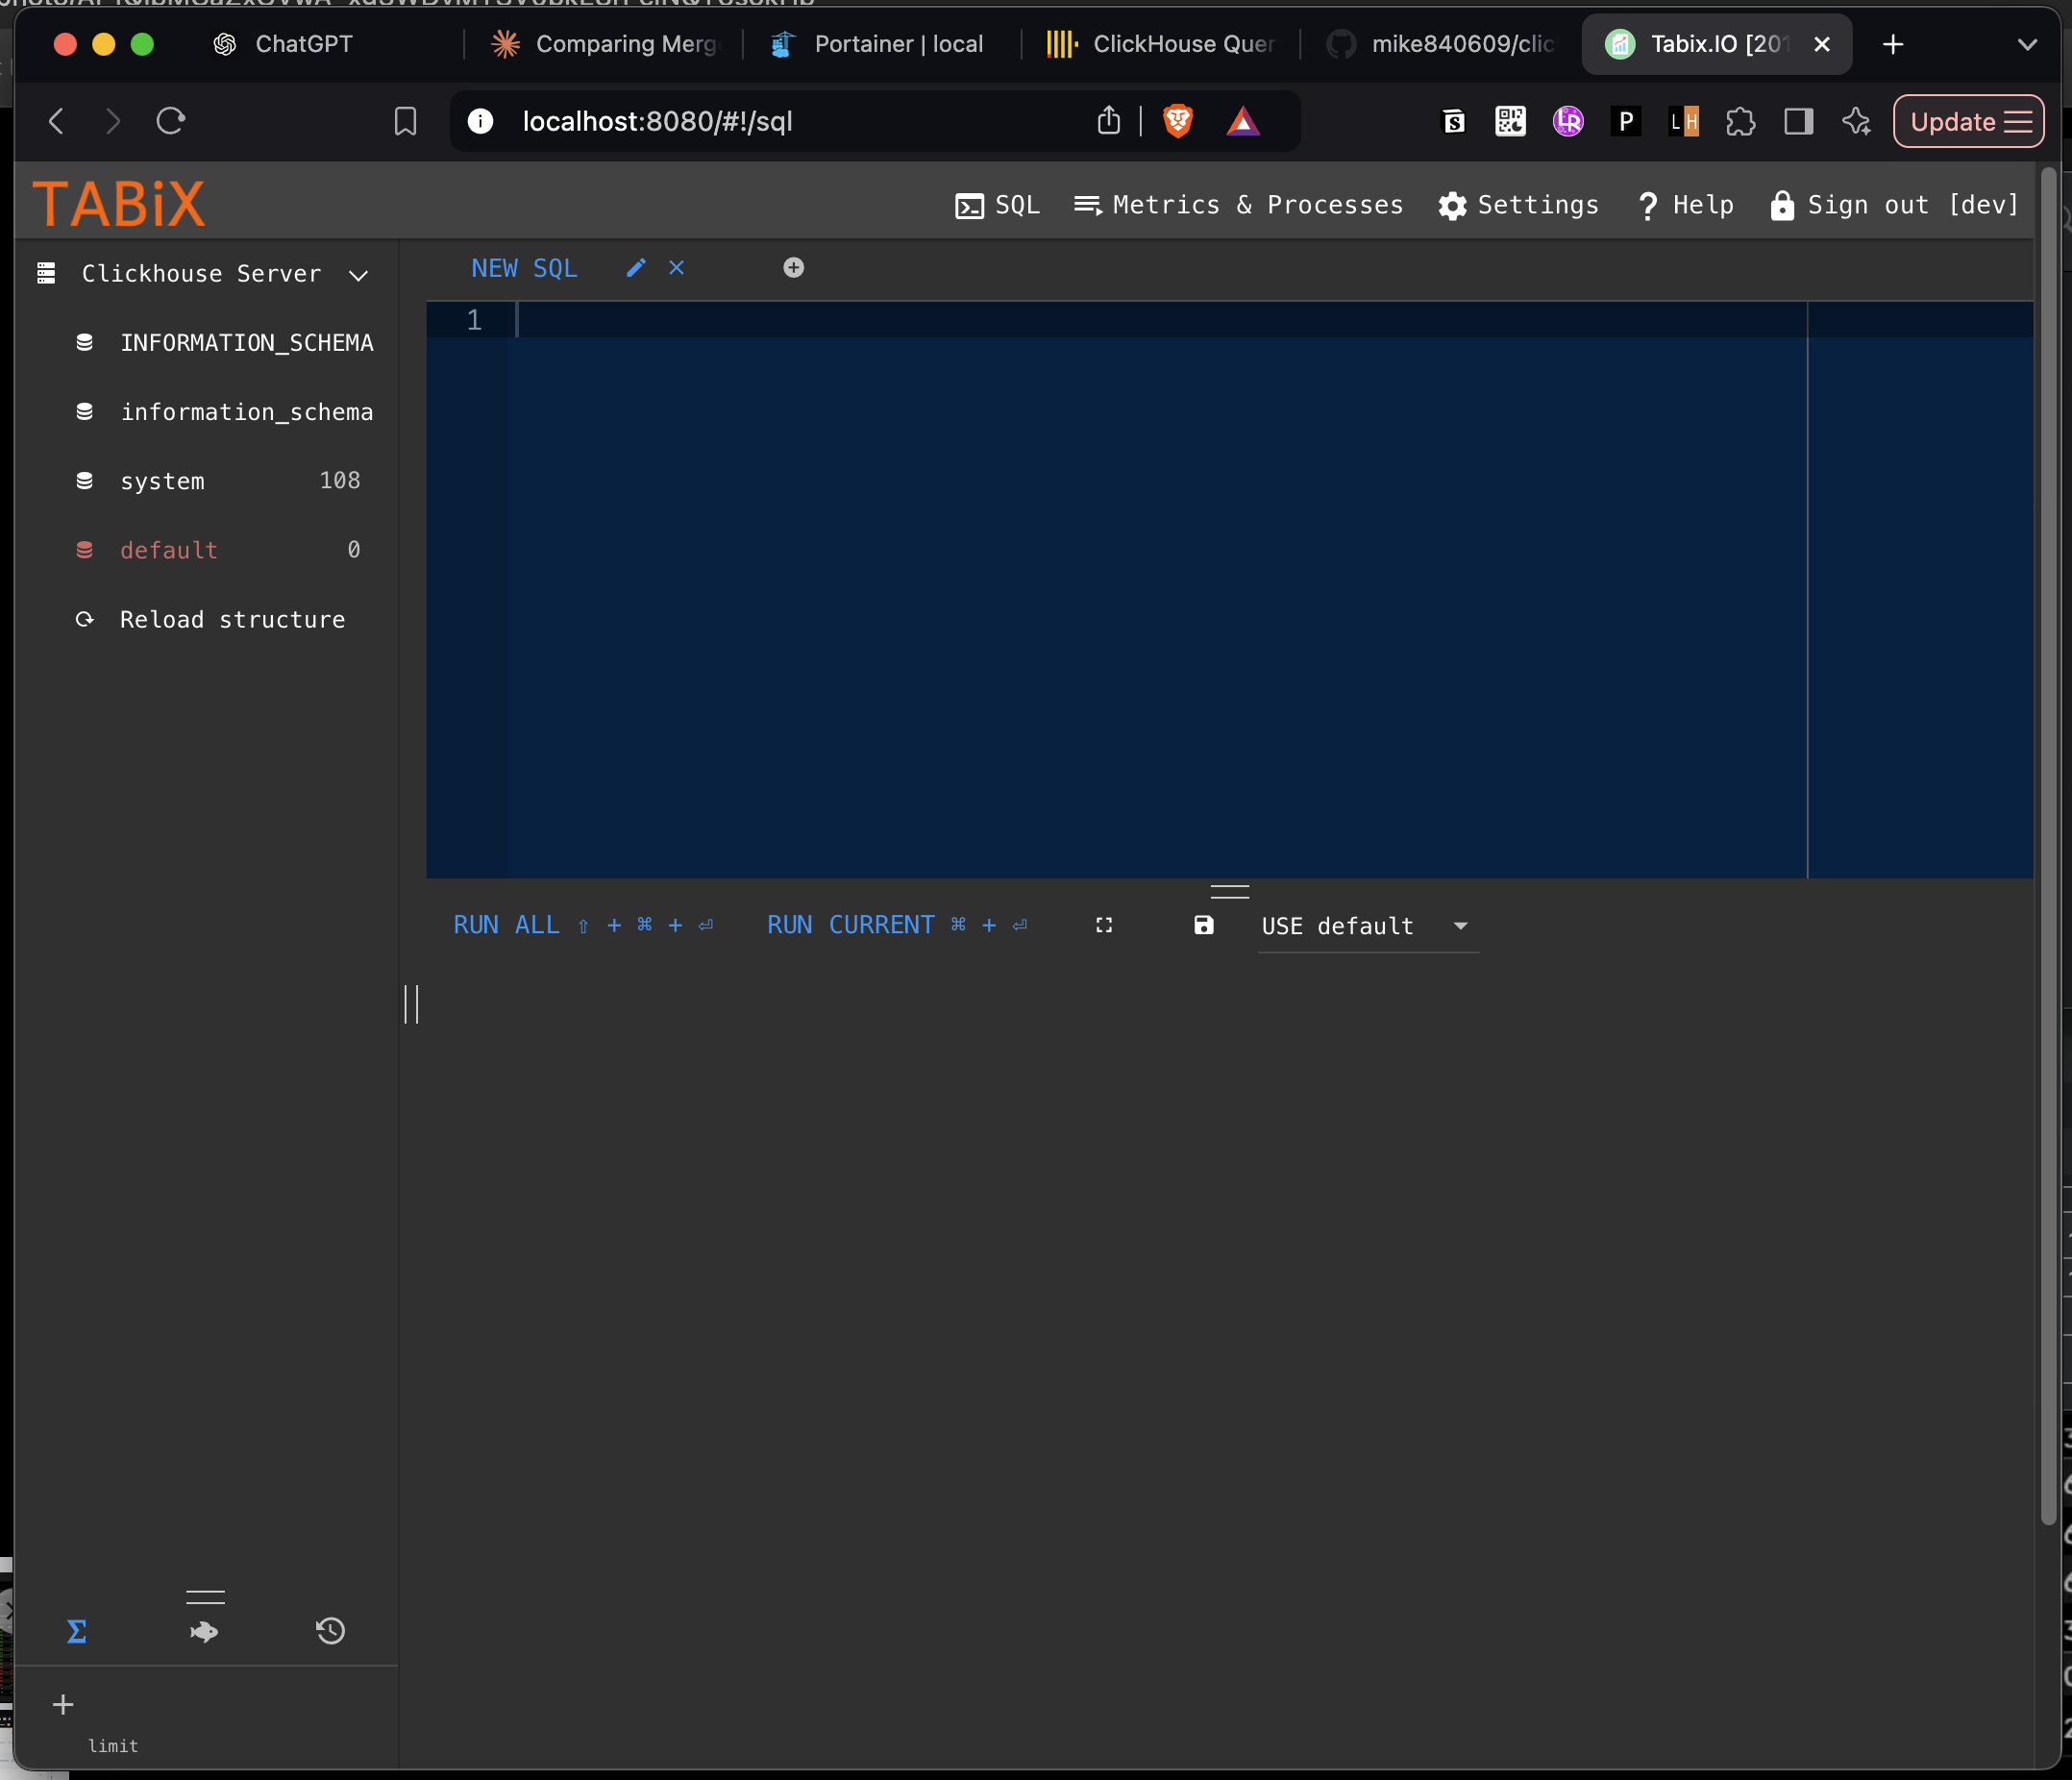 ChatGPT
Comparing Merg
Portainer | local
ClickHouse Quer
mike840609/clic
Tabix.IO [201
localhost:8080/#!/sql
Update
TABiX
SQL
Metrics & Processes
Settings
? Help
Sign out [dev]
Clickhouse Server
NEW SQL
INFORMATION_SCHEMA
information_schema
system 108
default 0
Reload structure
1
RUN ALL ⇧ + ⌘ + ⏎
RUN CURRENT ⌘ + ⏎
USE default
Σ
+
limit